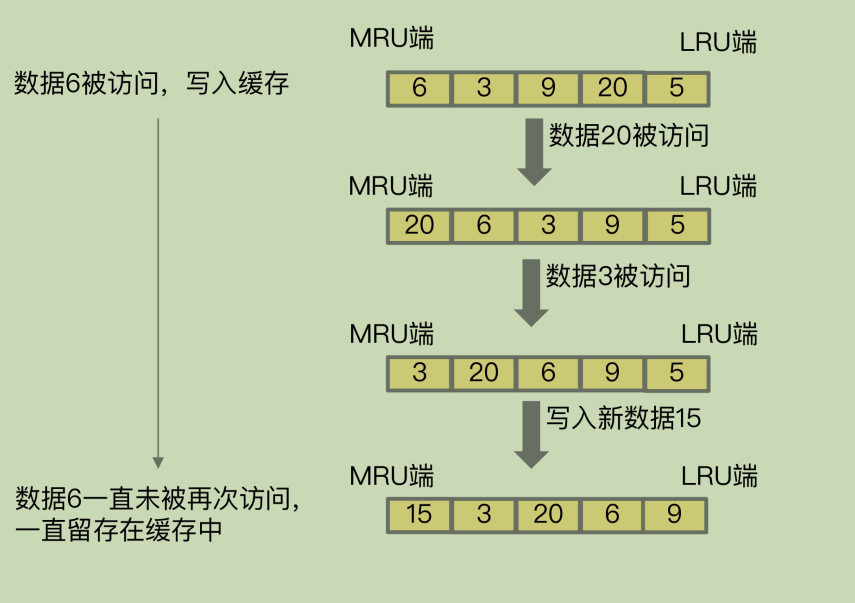 MRU端 LRU端
数据6被访问，写入缓存
6 3 9 20 5
数据20被访问
MRU端 LRU端
20 6 3 9 5
数据3被访问
MRU端 LRU端
3 20 6 9 5
写入新数据15
MRU端 LRU端
15 3 20 6 9
数据6一直未被再次访问，
一直留存在缓存中